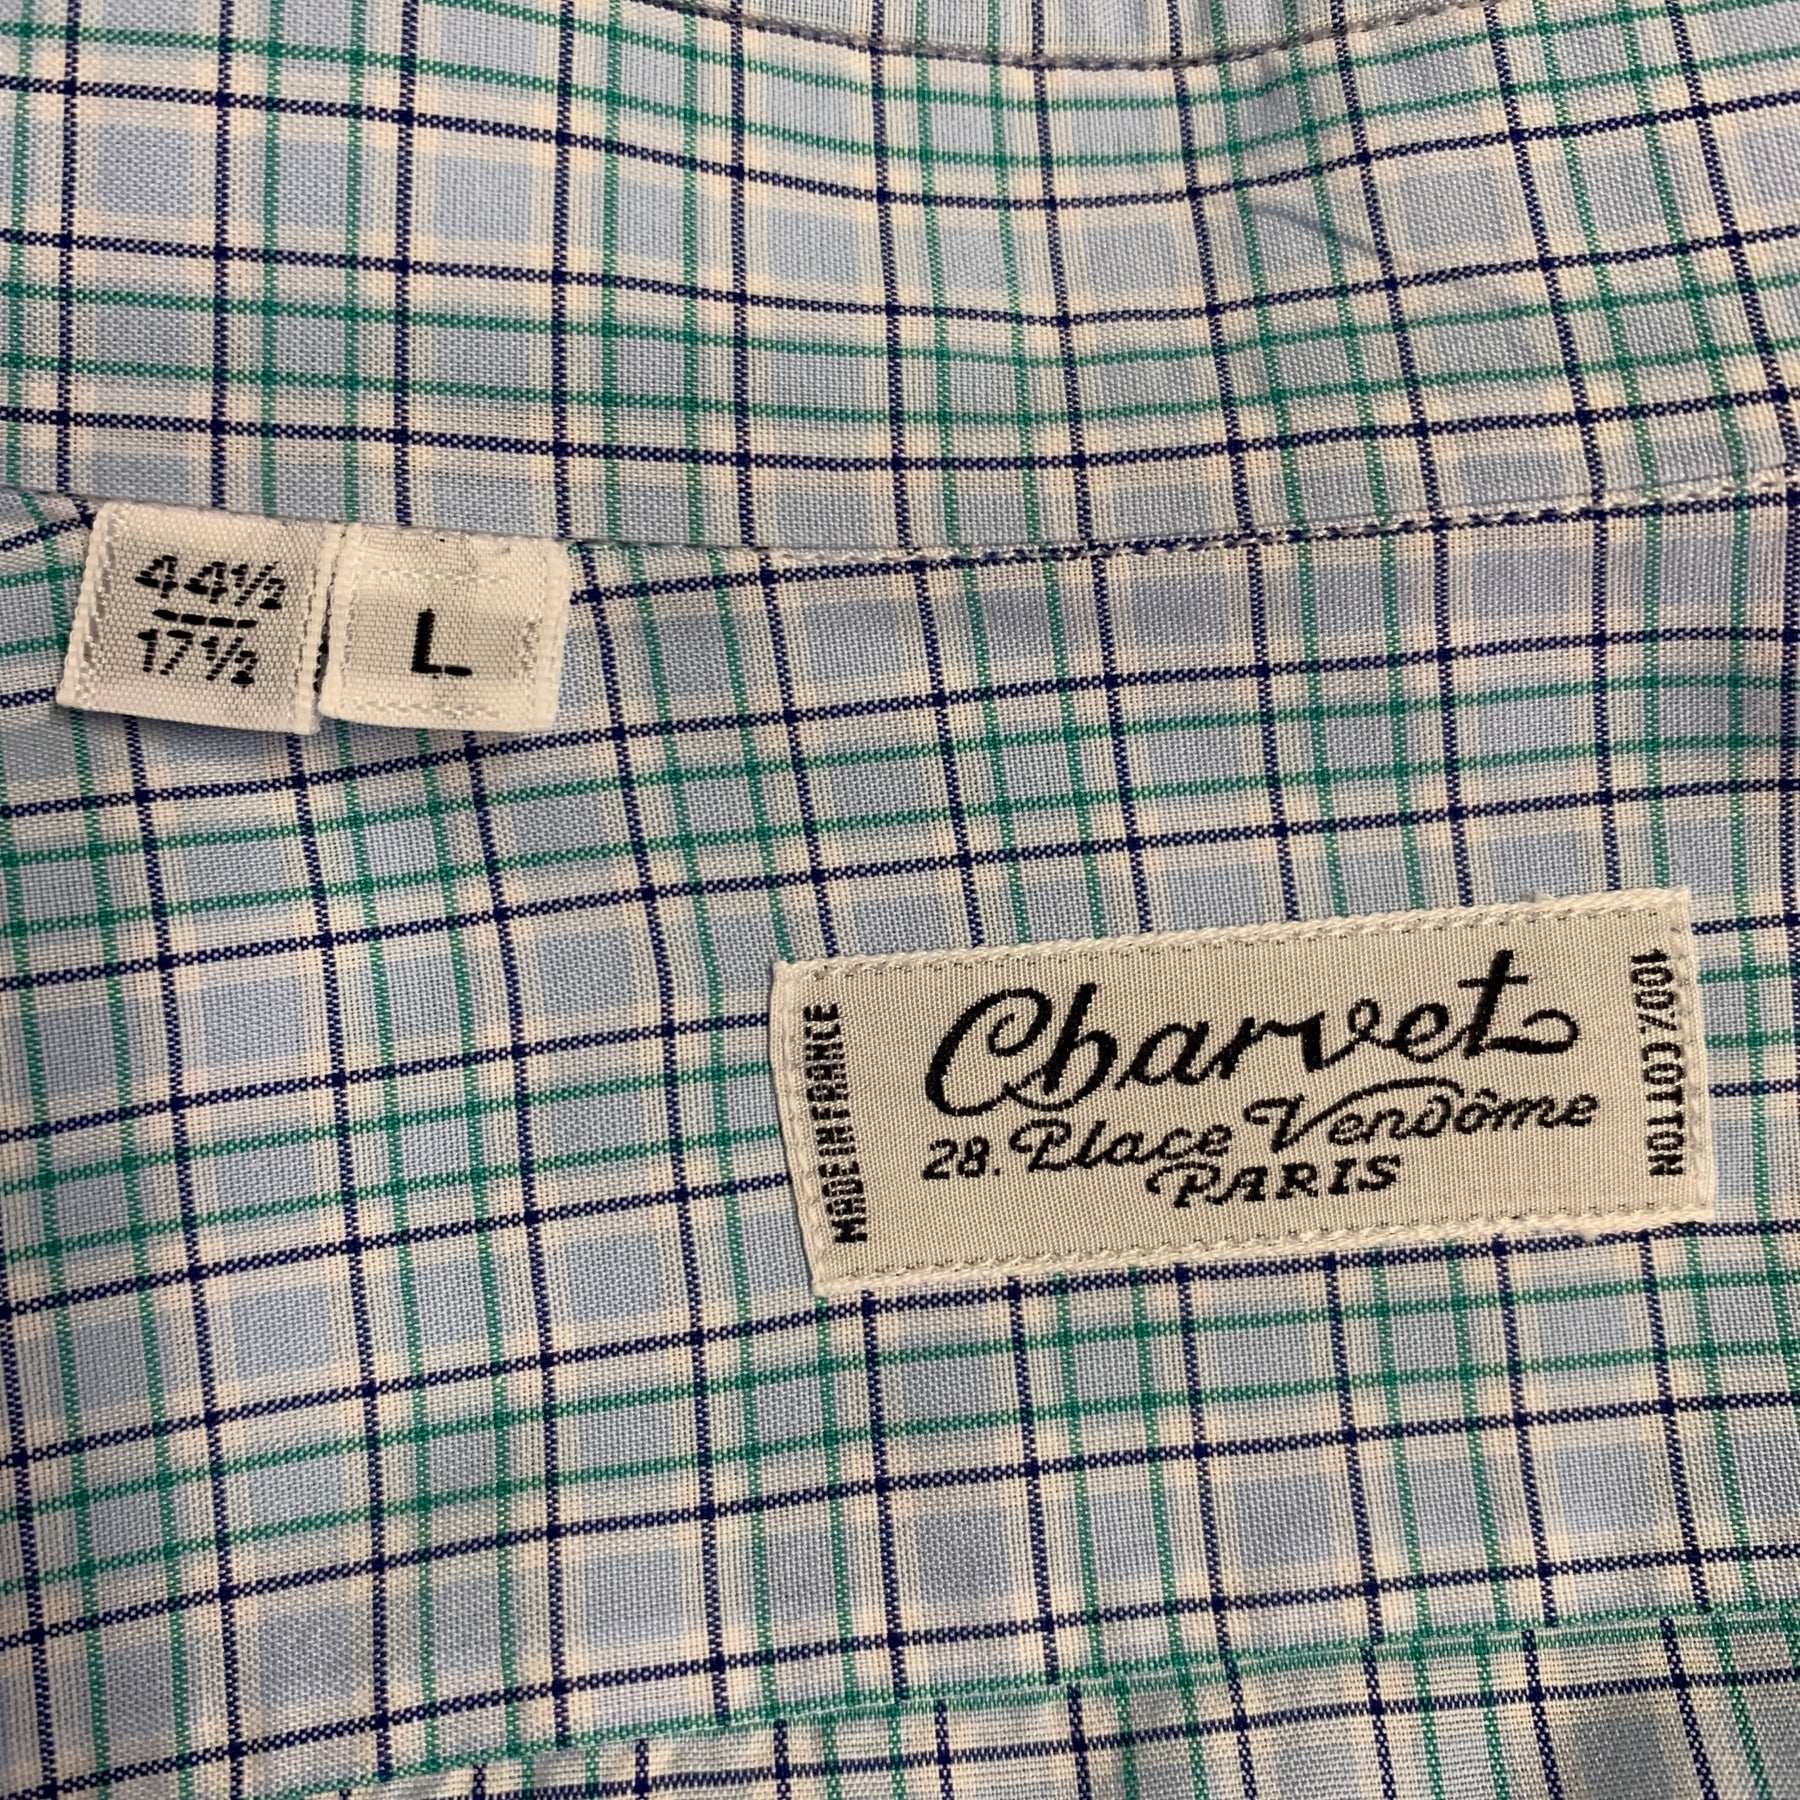 44½
17½
L
MADE IN FRANCE
Charvet
28. Place Vendôme
PARIS
100% COTTON